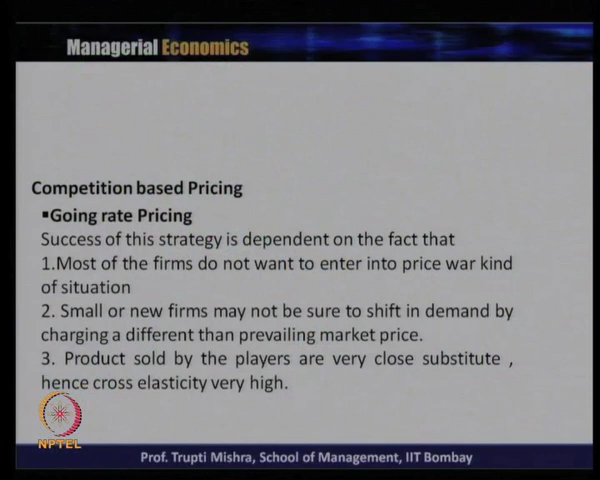 Managerial Economics
Competition based Pricing
▪Going rate Pricing
Success of this strategy is dependent on the fact that
1.Most of the firms do not want to enter into price war kind
of situation
2. Small or new firms may not be sure to shift in demand by
charging a different than prevailing market price.
3. Product sold by the players are very close substitute ,
hence cross elasticity very high.
NPTEL
Prof. Trupti Mishra, School of Management, IIT Bombay